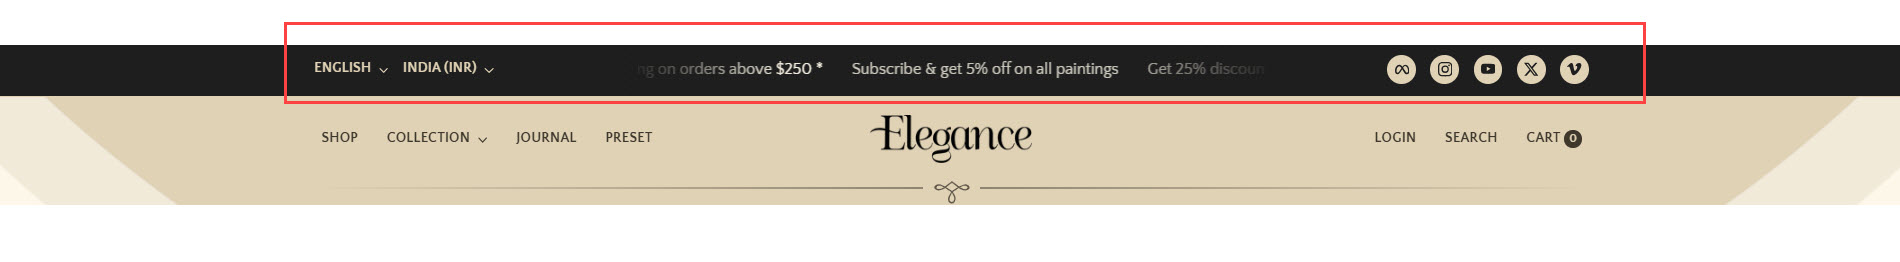 ENGLISH INDIA (INR) ng on orders above $250 * Subscribe & get 5% off on all paintings Get 25% discoun
SHOP COLLECTION JOURNAL PRESET Elegance LOGIN SEARCH CART 0